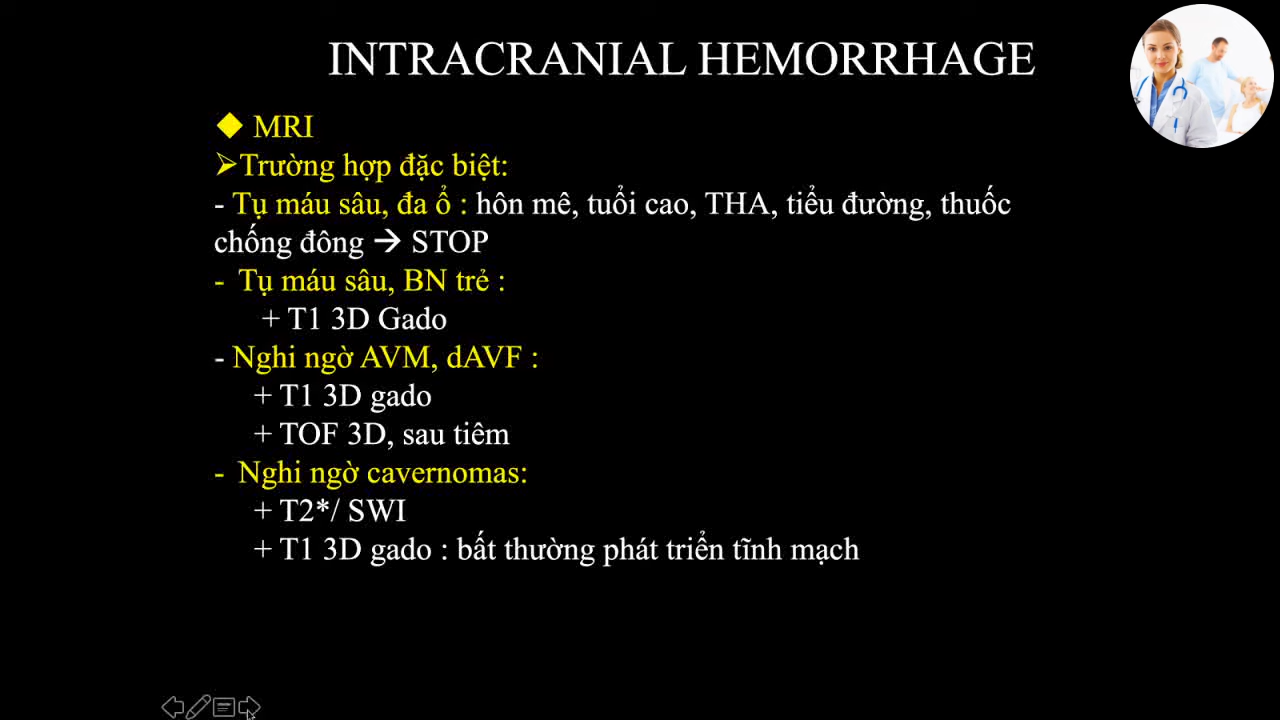 INTRACRANIAL HEMORRHAGE
◆ MRI
➢Trường hợp đặc biệt:
- Tụ máu sâu, đa ổ : hôn mê, tuổi cao, THA, tiểu đường, thuốc
chống đông → STOP
- Tụ máu sâu, BN trẻ :
+ T1 3D Gado
- Nghi ngờ AVM, dAVF :
+ T1 3D gado
+ TOF 3D, sau tiêm
- Nghi ngờ cavernomas:
+ T2*/ SWI
+ T1 3D gado : bất thường phát triển tĩnh mạch